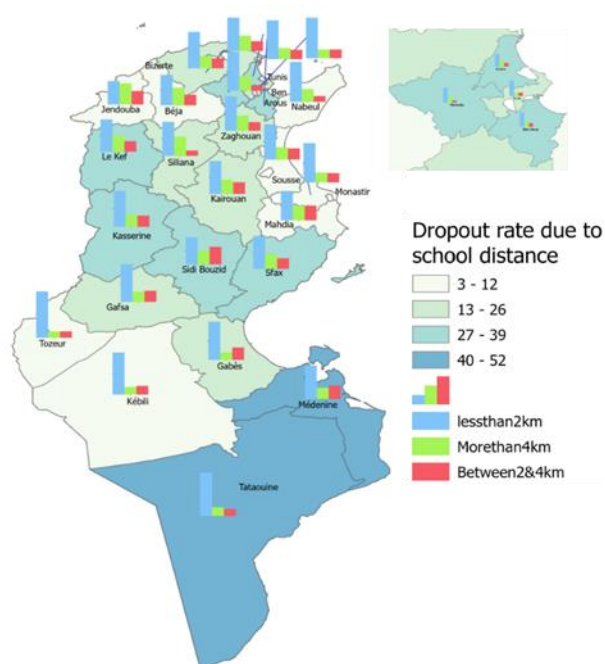 Bizerte
Tunis
Ben
Arous
Nabeul
Jendouba
Béja
Zaghouan
Le Kef
Siliana
Sousse
Monastir
Kairouan
Mahdia
Kasserine
Sidi Bouzid
Sfax
Gafsa
Tozeur
Gabès
Kébili
Médenine
Tataouine
Dropout rate due to
school distance
3 - 12
13 - 26
27 - 39
40 - 52
lessthan2km
Morethan4km
Between2&4km